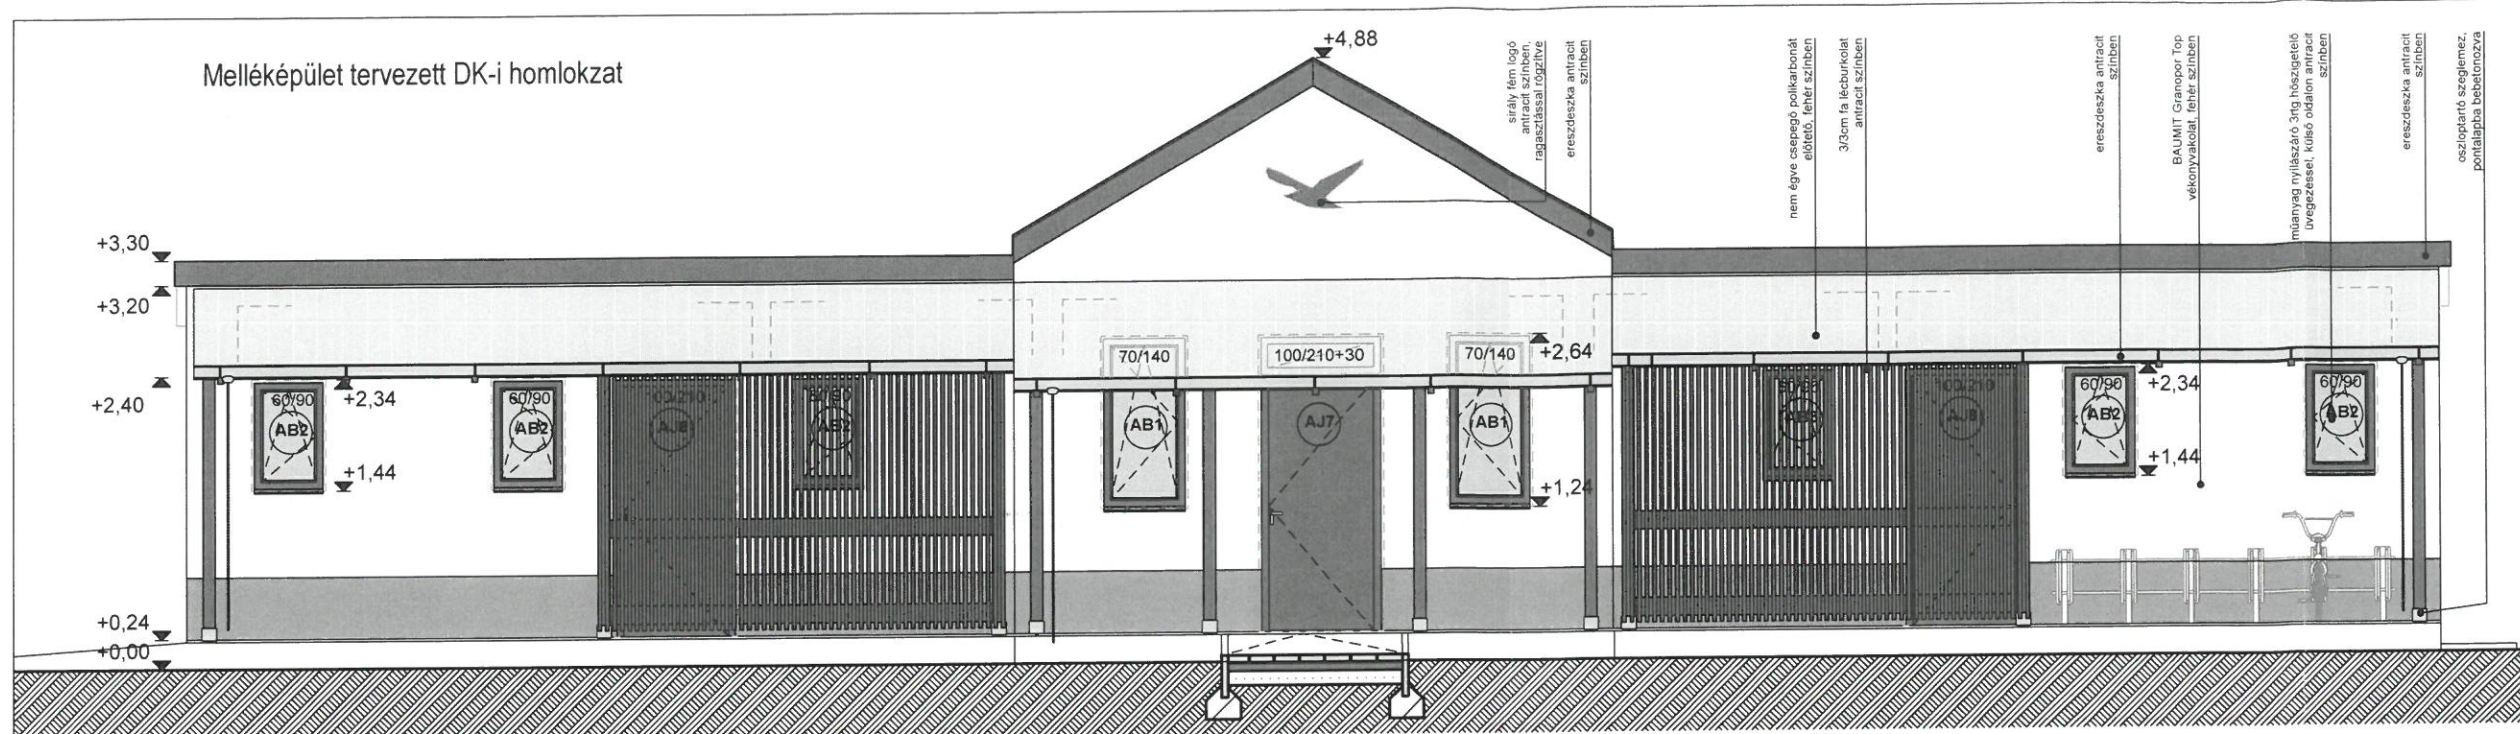 Melléképület tervezett DK-i homlokzat
+4,88
sirály fém logó
antracit színben,
ragasztással rögzítve
ereszdeszka antracit
színben
nem égve csepegő polikarbonát
előtető, fehér színben
3/3cm fa lécburkolat
antracit színben
ereszdeszka antracit
színben
BAUMIT Granopor Top
vékonyvakolat, fehér színben
műanyag nyílászáró 3rtg.hőszigetelő
üvegezéssel, külső oldalon antracit
színben
ereszdeszka antracit
színben
oszloptartó szeglemez,
pontalapba bebetonozva
+3,30
+3,20
+2,40
+0,24
+0,00
60/90
AB2
+2,34
+1,44
60/90
AB2
60/90
AB2
70/140
AB1
100/210+30
AJ7
70/140
AB1
+2,64
+1,24
60/90
AB2
+2,34
+1,44
60/90
AB2